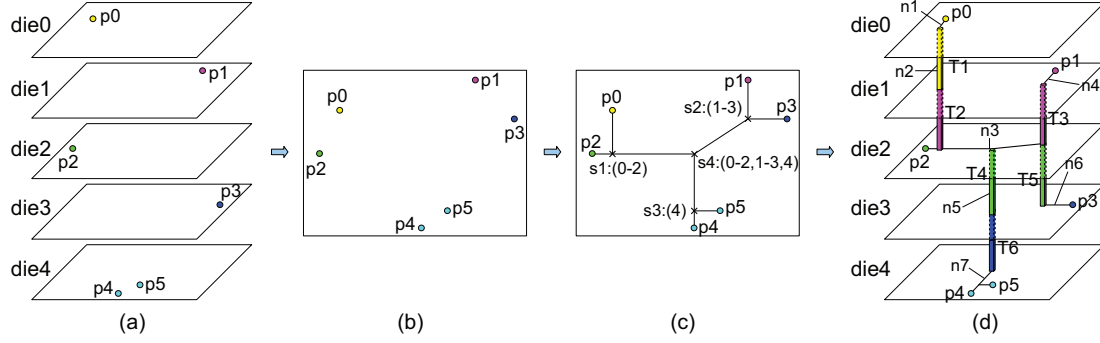 die0
p0
die1
p1
die2
p2
die3
p3
die4
p4
p5
(a)
p0
p1
p2
p3
p4
p5
(b)
p0
p1
p2
p3
s1:(0-2)
s2:(1-3)
s4:(0-2,1-3,4)
s3:(4)
p5
p4
(c)
die0
n1
p0
die1
n2
T1
p1
n4
die2
T2
n3
T3
p2
T4
T5
n6
die3
n5
p3
die4
T6
n7
p4
p5
(d)